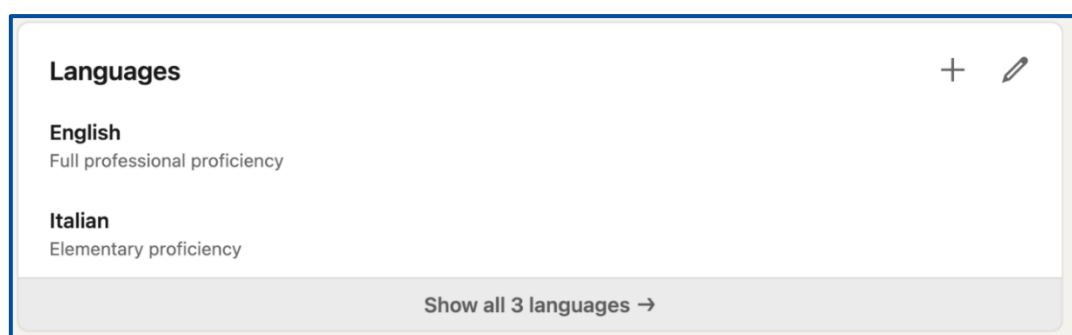 Languages
English
Full professional proficiency
Italian
Elementary proficiency
Show all 3 languages →